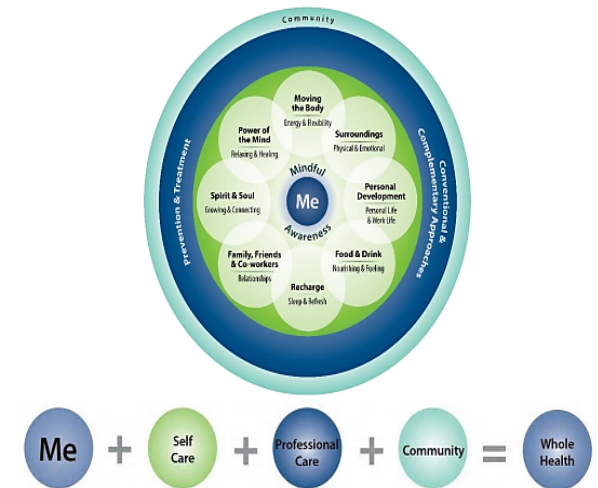 Community
Moving
the Body
Energy & Flexibility
Power of
the Mind
Relaxing & Healing
Surroundings
Physical & Emotional
Mindful
Me
Awareness
Prevention & Treatment
Spirit & Soul
Growing & Connecting
Personal
Development
Personal Life
& Work Life
Conventional &
Complementary Approaches
Family, Friends
& Co-workers
Relationships
Food & Drink
Nourishing & Fueling
Recharge
Sleep & Refresh
Me + Self Care + Professional Care + Community = Whole Health